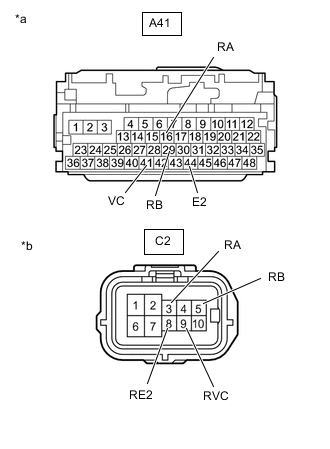 *a
A41
RA
1 2 3 4 5 6 7 8 9 10 11 12
13 14 15 16 17 18 19 20 21 22
23 24 25 26 27 28 29 30 31 32 33 34 35
36 37 38 39 40 41 42 43 44 45 46 47 48
VC RB E2
*b
C2
RA
RB
1 2 3 4 5
6 7 8 9 10
RE2 RVC